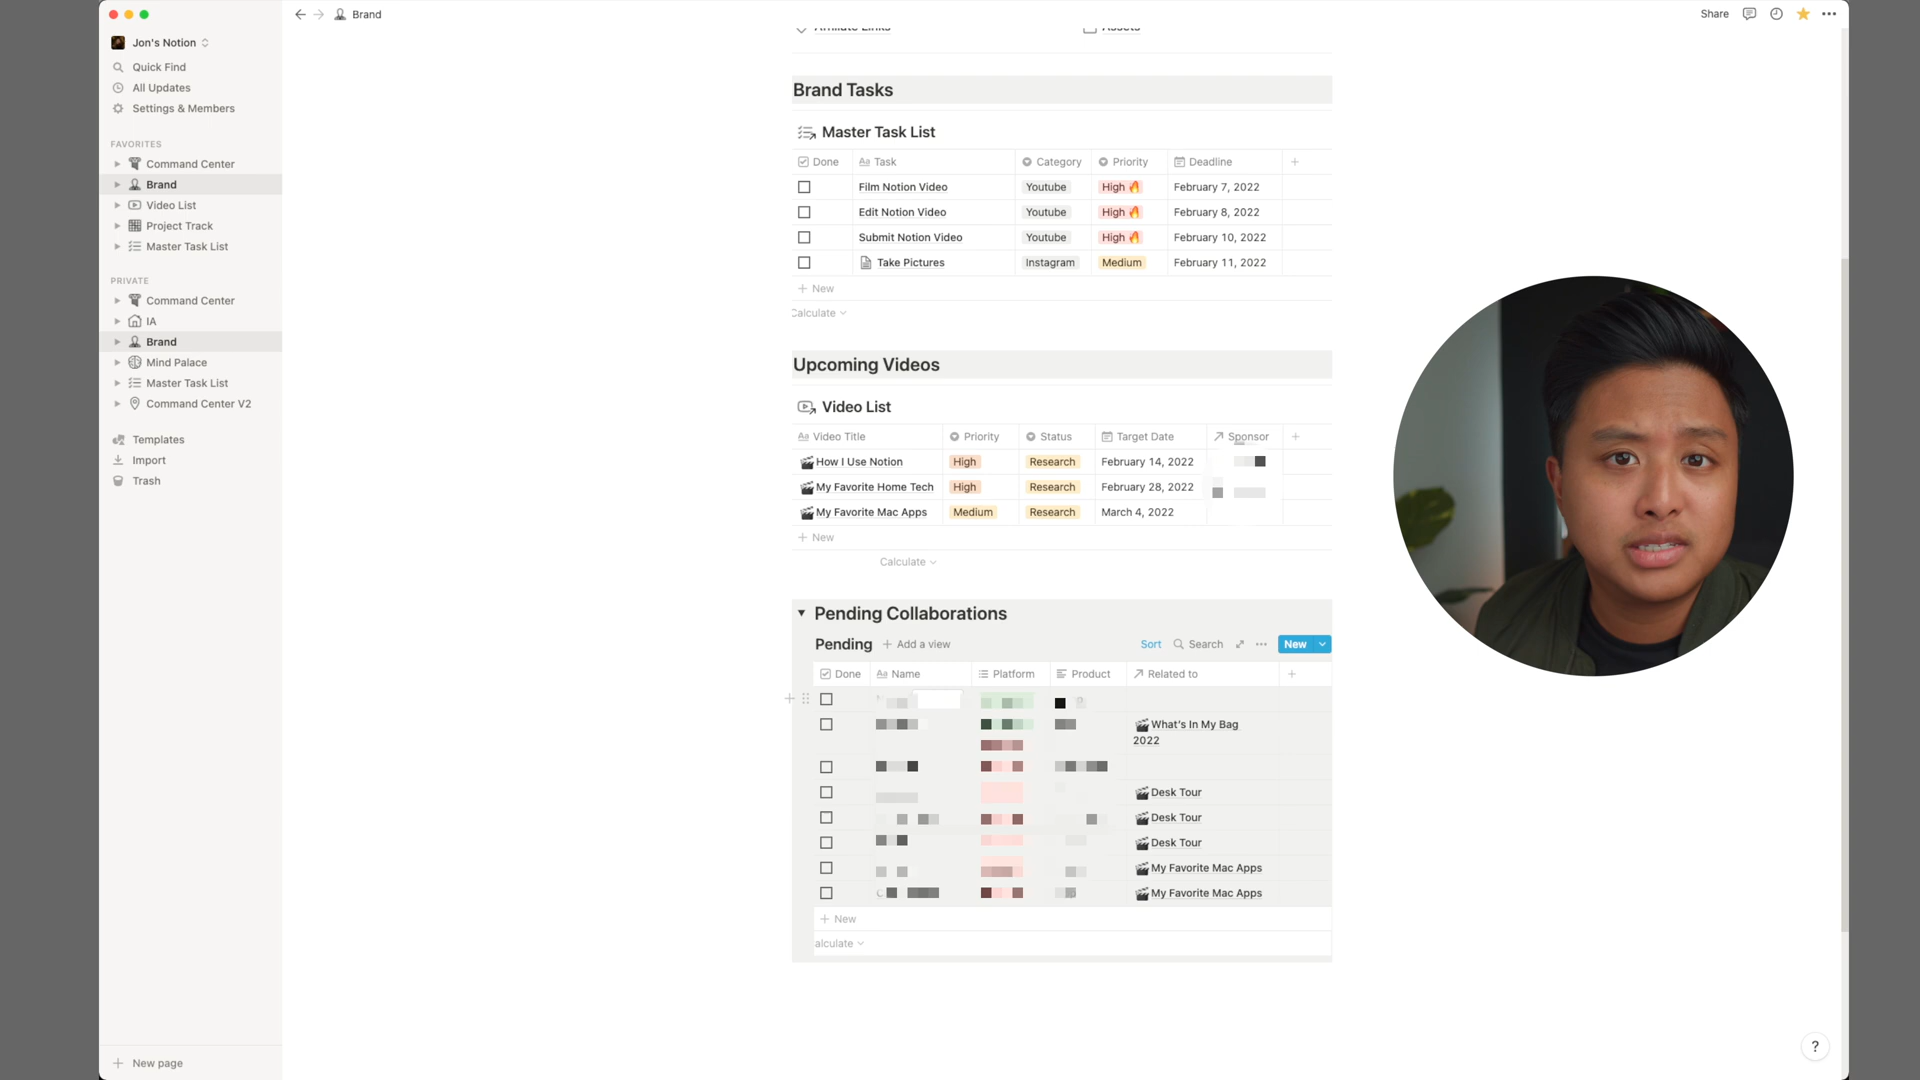 Brand
Share
Jon's Notion
Quick Find
All Updates
Settings & Members
FAVORITES
Command Center
Brand
Video List
Project Track
Master Task List
PRIVATE
Command Center
IA
Brand
Mind Palace
Master Task List
Command Center V2
Templates
Import
Trash
New page
Affiliate Links
Assets
Brand Tasks
Master Task List
Done Aa Task Category Priority Deadline
Film Notion Video Youtube High February 7, 2022
Edit Notion Video Youtube High February 8, 2022
Submit Notion Video Youtube High February 10, 2022
Take Pictures Instagram Medium February 11, 2022
+ New
Calculate
Upcoming Videos
Video List
Aa Video Title Priority Status Target Date Sponsor
How I Use Notion High Research February 14, 2022
My Favorite Home Tech High Research February 28, 2022
My Favorite Mac Apps Medium Research March 4, 2022
+ New
Calculate
Pending Collaborations
Pending + Add a view Sort Search ••• New
Done Aa Name Platform Product Related to
What's In My Bag
2022
Desk Tour
Desk Tour
Desk Tour
My Favorite Mac Apps
My Favorite Mac Apps
+ New
alculate
?